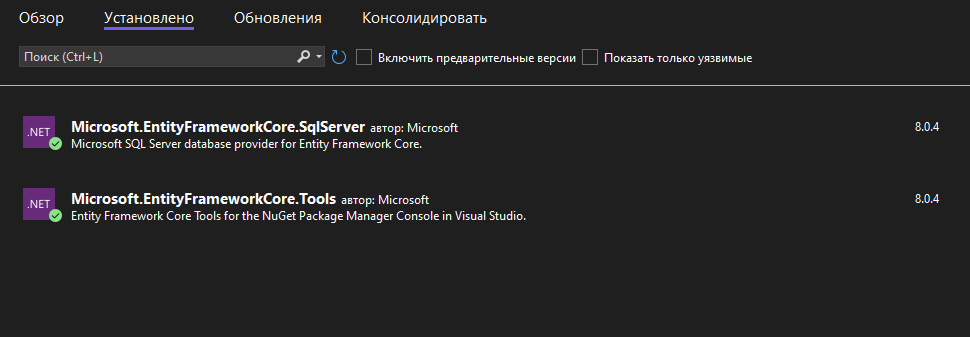 Обзор Установлено Обновления Консолидировать
Поиск (Ctrl+L) Включить предварительные версии Показать только уязвимые
.NET Microsoft.EntityFrameworkCore.SqlServer автор: Microsoft 8.0.4
Microsoft SQL Server database provider for Entity Framework Core.
.NET Microsoft.EntityFrameworkCore.Tools автор: Microsoft 8.0.4
Entity Framework Core Tools for the NuGet Package Manager Console in Visual Studio.